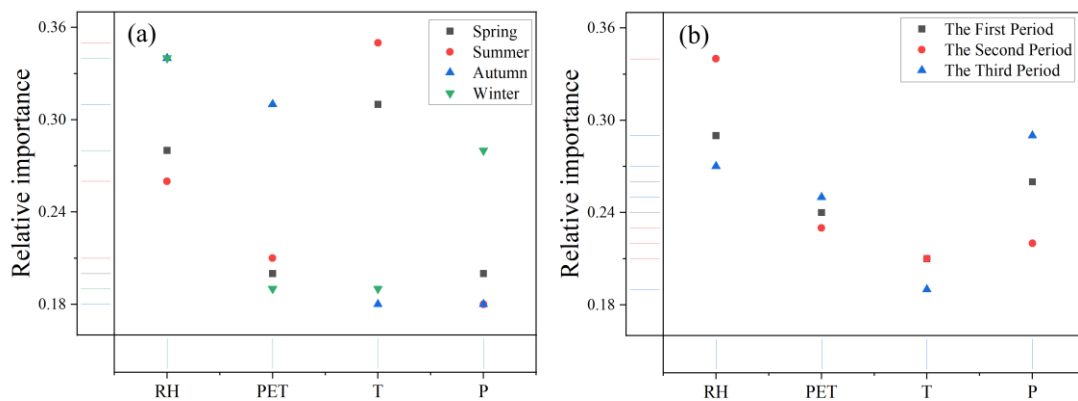 (a)
Spring
Summer
Autumn
Winter
Relative importance
0.36
0.30
0.24
0.18
RH PET T P
(b)
The First Period
The Second Period
The Third Period
Relative importance
0.36
0.30
0.24
0.18
RH PET T P